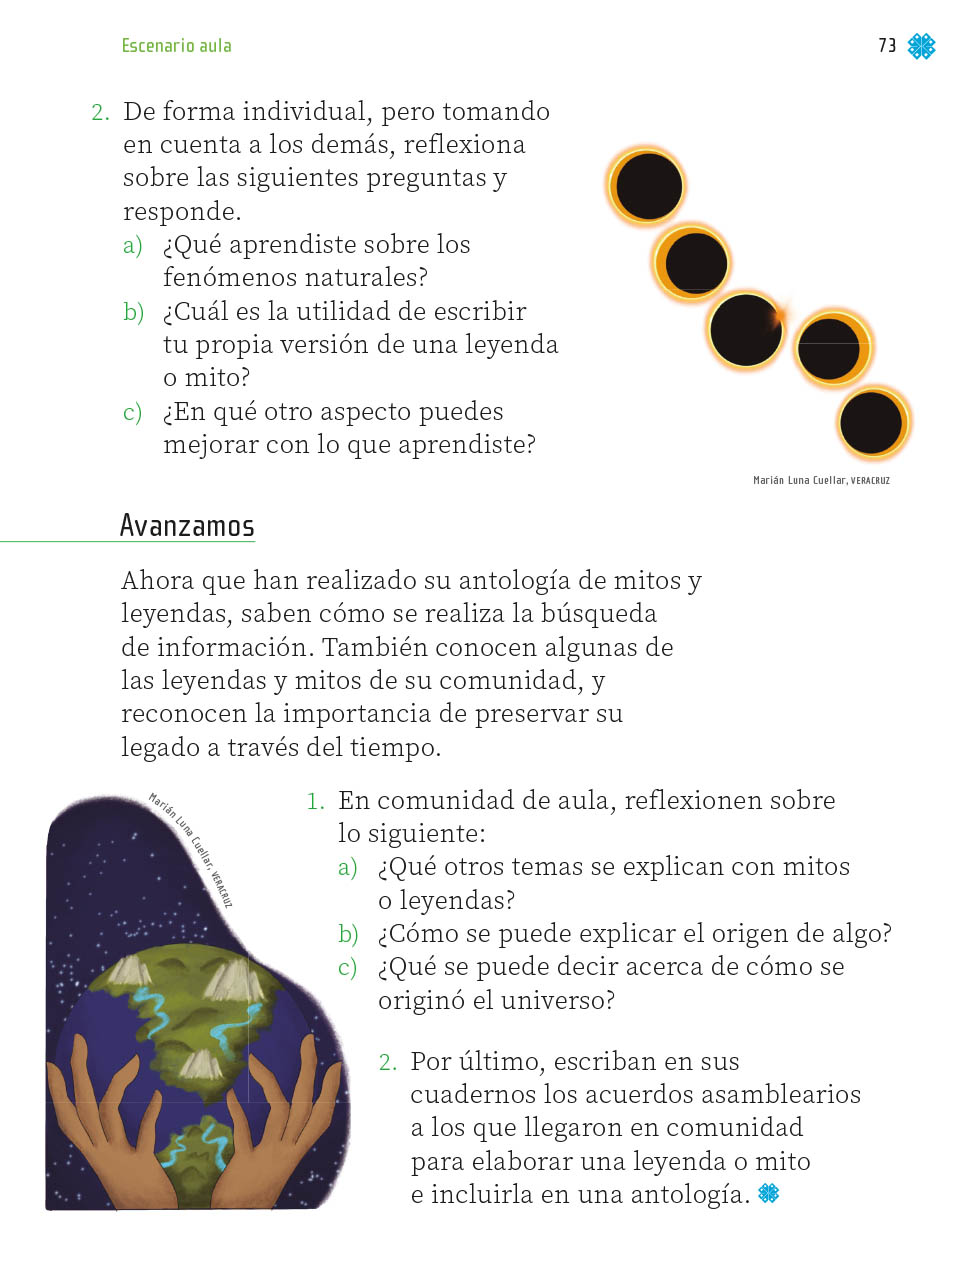 Escenario aula
73
2. De forma individual, pero tomando
en cuenta a los demás, reflexiona
sobre las siguientes preguntas y
responde.
a) ¿Qué aprendiste sobre los
fenómenos naturales?
b) ¿Cuál es la utilidad de escribir
tu propia versión de una leyenda
o mito?
c) ¿En qué otro aspecto puedes
mejorar con lo que aprendiste?
Marián Luna Cuellar, VERACRUZ
Avanzamos
Ahora que han realizado su antología de mitos y
leyendas, saben cómo se realiza la búsqueda
de información. También conocen algunas de
las leyendas y mitos de su comunidad, y
reconocen la importancia de preservar su
legado a través del tiempo.
Marián Luna Cuellar, VERACRUZ
1. En comunidad de aula, reflexionen sobre
lo siguiente:
a) ¿Qué otros temas se explican con mitos
o leyendas?
b) ¿Cómo se puede explicar el origen de algo?
c) ¿Qué se puede decir acerca de cómo se
originó el universo?
2. Por último, escriban en sus
cuadernos los acuerdos asamblearios
a los que llegaron en comunidad
para elaborar una leyenda o mito
e incluirla en una antología.